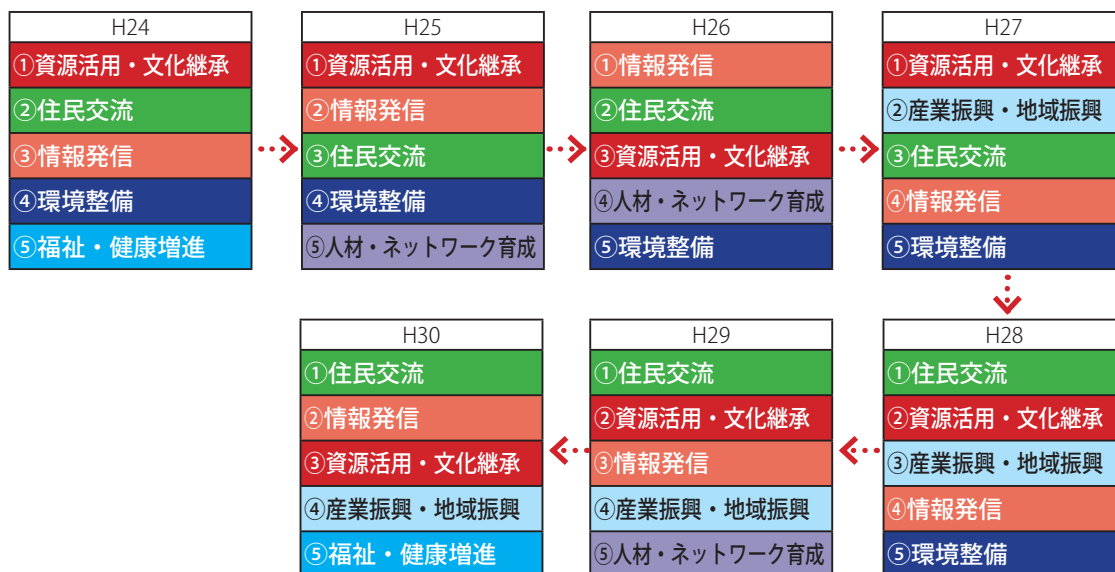 H24
①資源活用・文化継承
②住民交流
③情報発信
④環境整備
⑤福祉・健康増進
H25
①資源活用・文化継承
②情報発信
③住民交流
④環境整備
⑤人材・ネットワーク育成
H26
①情報発信
②住民交流
③資源活用・文化継承
④人材・ネットワーク育成
⑤環境整備
H27
①資源活用・文化継承
②産業振興・地域振興
③住民交流
④情報発信
⑤環境整備
H28
①住民交流
②資源活用・文化継承
③産業振興・地域振興
④情報発信
⑤環境整備
H29
①住民交流
②資源活用・文化継承
③情報発信
④産業振興・地域振興
⑤人材・ネットワーク育成
H30
①住民交流
②情報発信
③資源活用・文化継承
④産業振興・地域振興
⑤福祉・健康増進